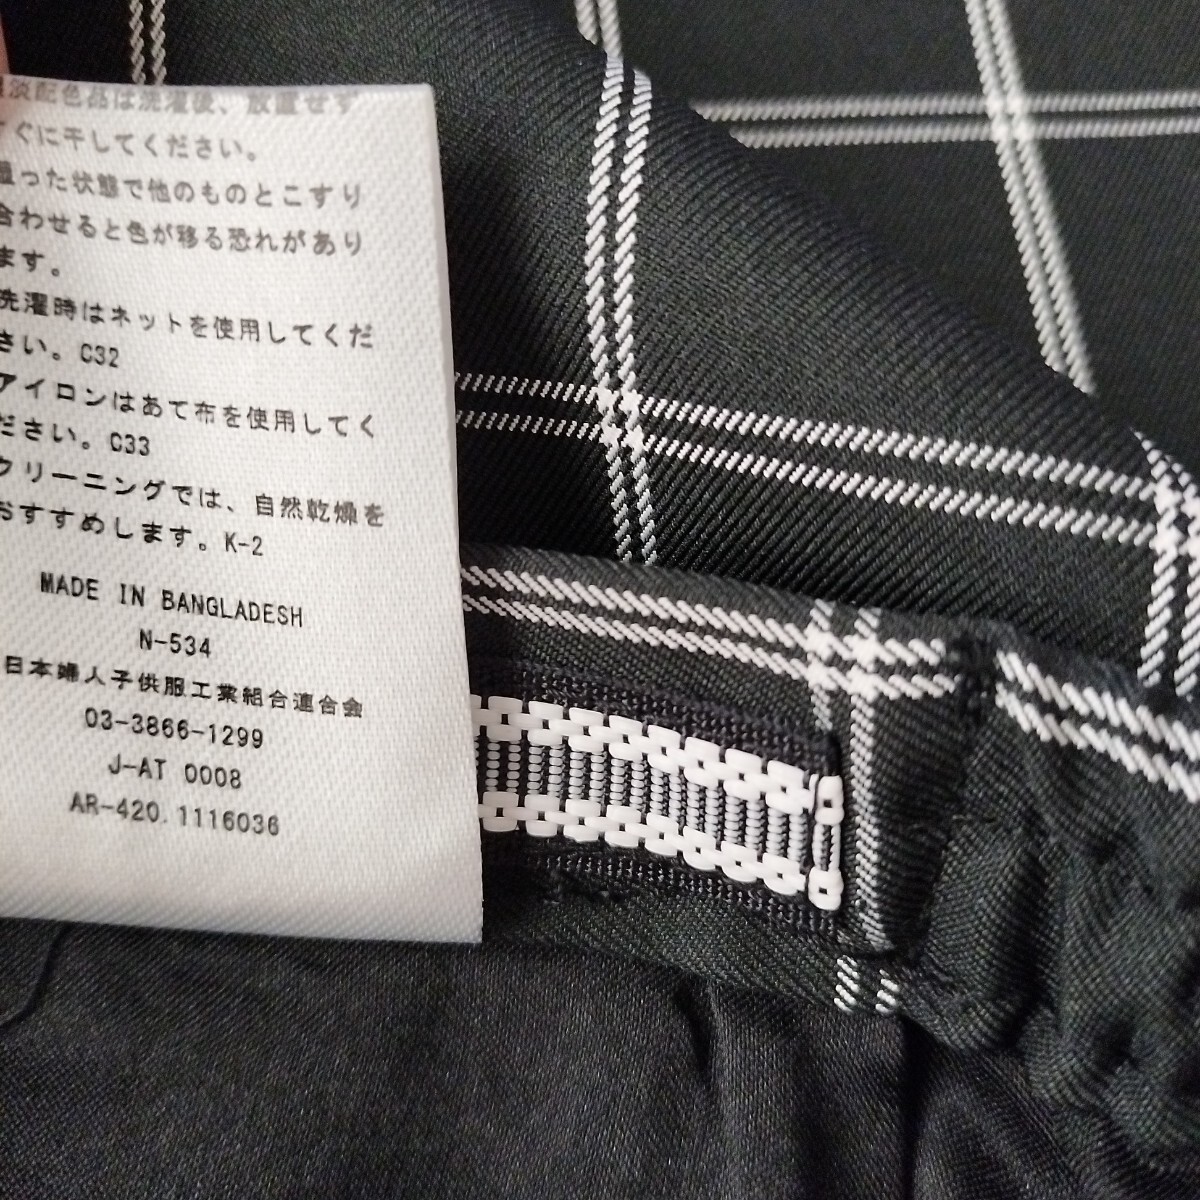 淡配色品は洗濯後、放置せず
ぐに干してください。
湿った状態で他のものとこすり
合わせると色が移る恐れがあり
ます。
洗濯時はネットを使用してくだ
さい。C32
アイロンはあて布を使用してく
ださい。C33
クリーニングでは、自然乾燥を
おすすめします。K-2
MADE IN BANGLADESH
N-534
日本婦人子供服工業組合連合会
03-3866-1299
J-AT 0008
AR-420.1116036